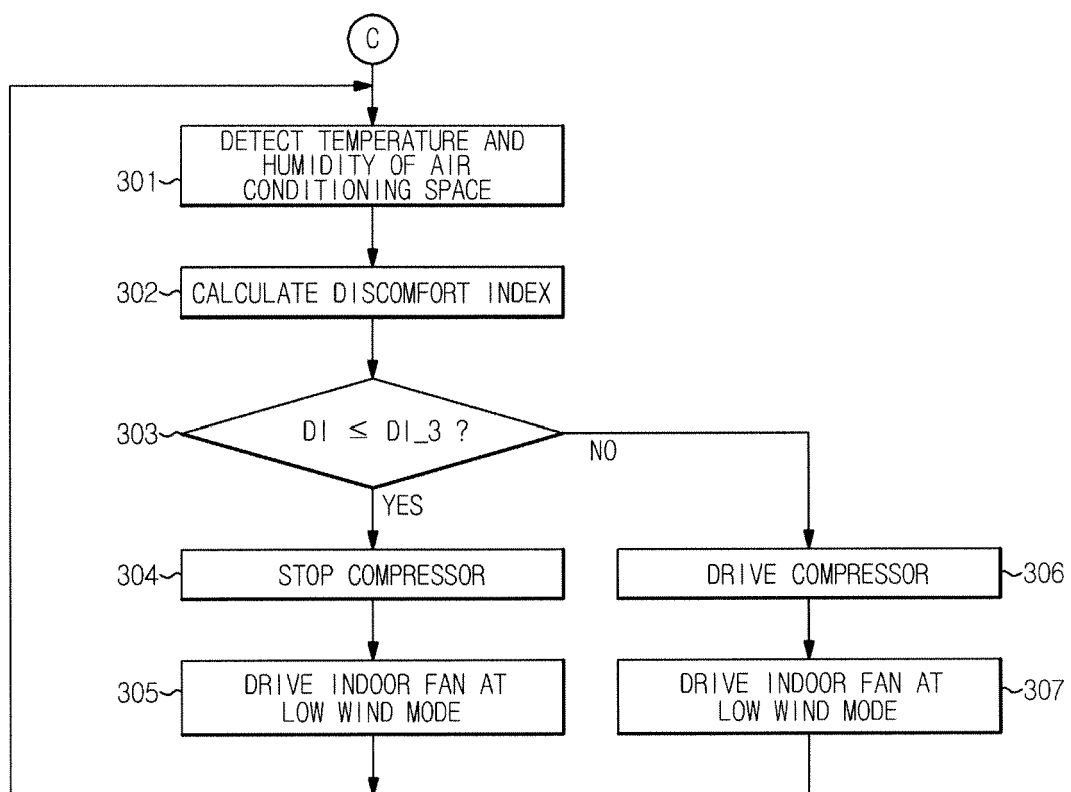 C
DETECT TEMPERATURE AND
HUMIDITY OF AIR
CONDITIONING SPACE
301
302
CALCULATE DISCOMFORT INDEX
303
DI ≤ DI_3 ?
NO
YES
304
STOP COMPRESSOR
DRIVE COMPRESSOR
306
305
DRIVE INDOOR FAN AT
LOW WIND MODE
DRIVE INDOOR FAN AT
LOW WIND MODE
307